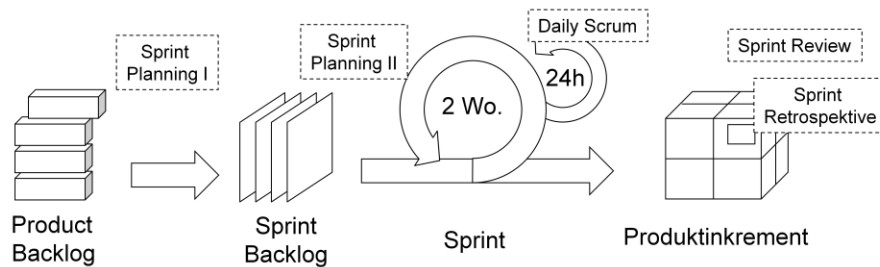 Sprint
Planning I
Sprint
Planning II
Daily Scrum
24h
2 Wo.
Sprint Review
Sprint
Retrospektive
Product
Backlog
Sprint
Backlog
Sprint
Produktinkrement